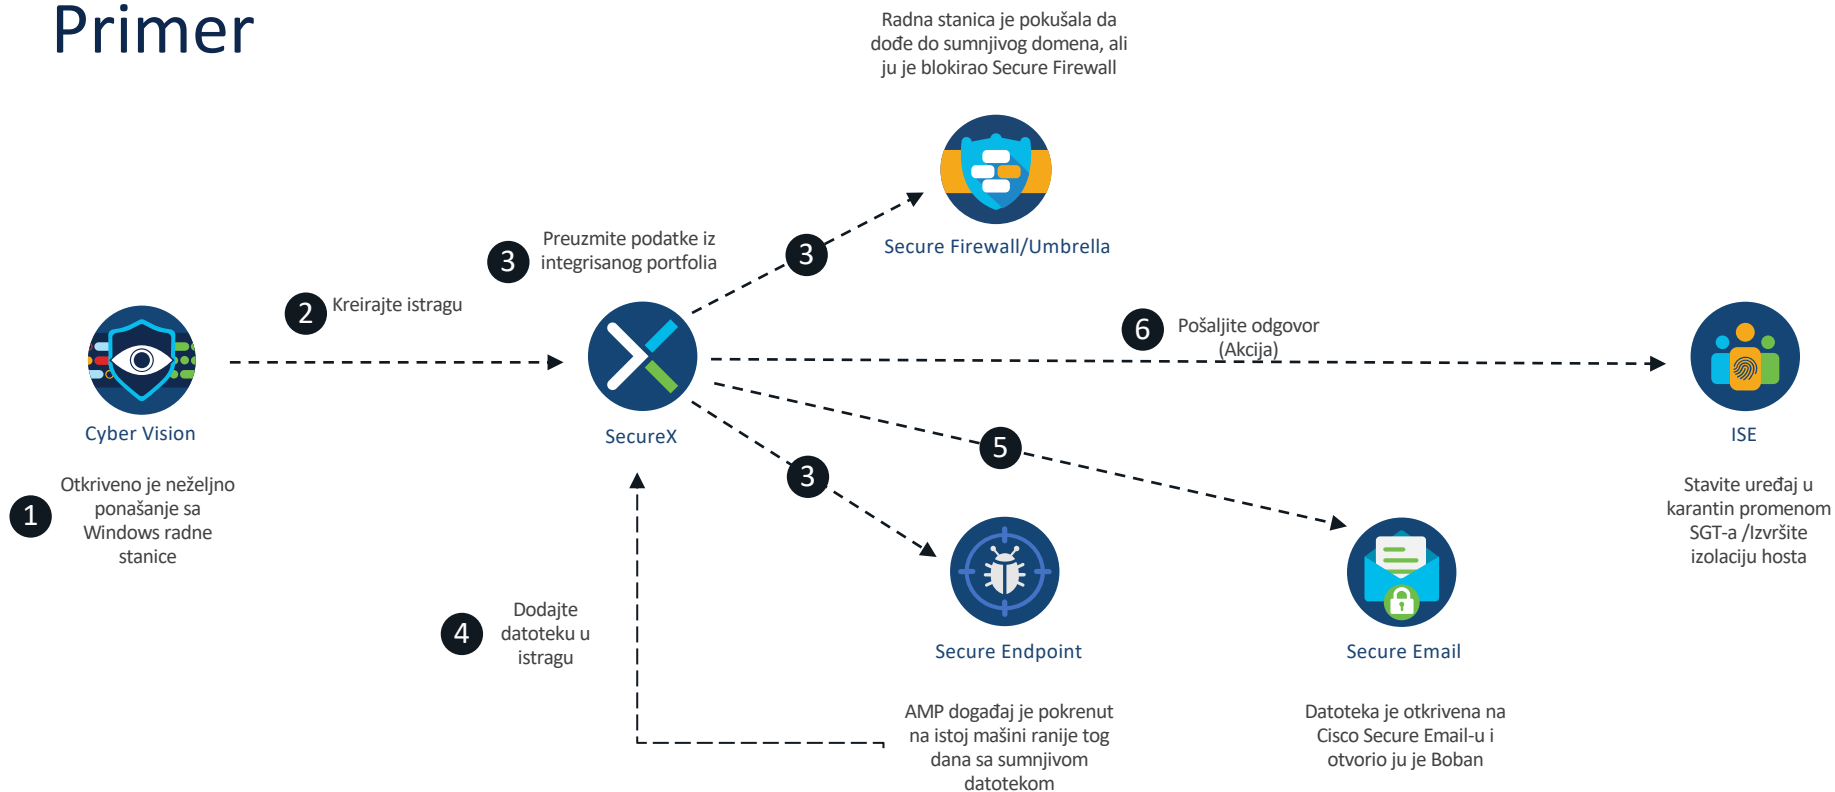 Primer
Radna stanica je pokušala da
dođe do sumnjivog domena, ali
ju je blokirao Secure Firewall
Secure Firewall/Umbrella
3
Preuzmite podatke iz
integrisanog portfolia
3
2
Kreirajte istragu
6
Pošaljite odgovor
(Akcija)
Cyber Vision
SecureX
ISE
1
Otkriveno je neželjno
ponašanje sa
Windows radne
stanice
3
5
Stavite uređaj u
karantin promenom
SGT-a /Izvršite
izolaciju hosta
4
Dodajte
datoteku u
istragu
Secure Endpoint
Secure Email
AMP događaj je pokrenut
na istoj mašini ranije tog
dana sa sumnjivom
datotekom
Datoteka je otkrivena na
Cisco Secure Email-u i
otvorio ju je Boban